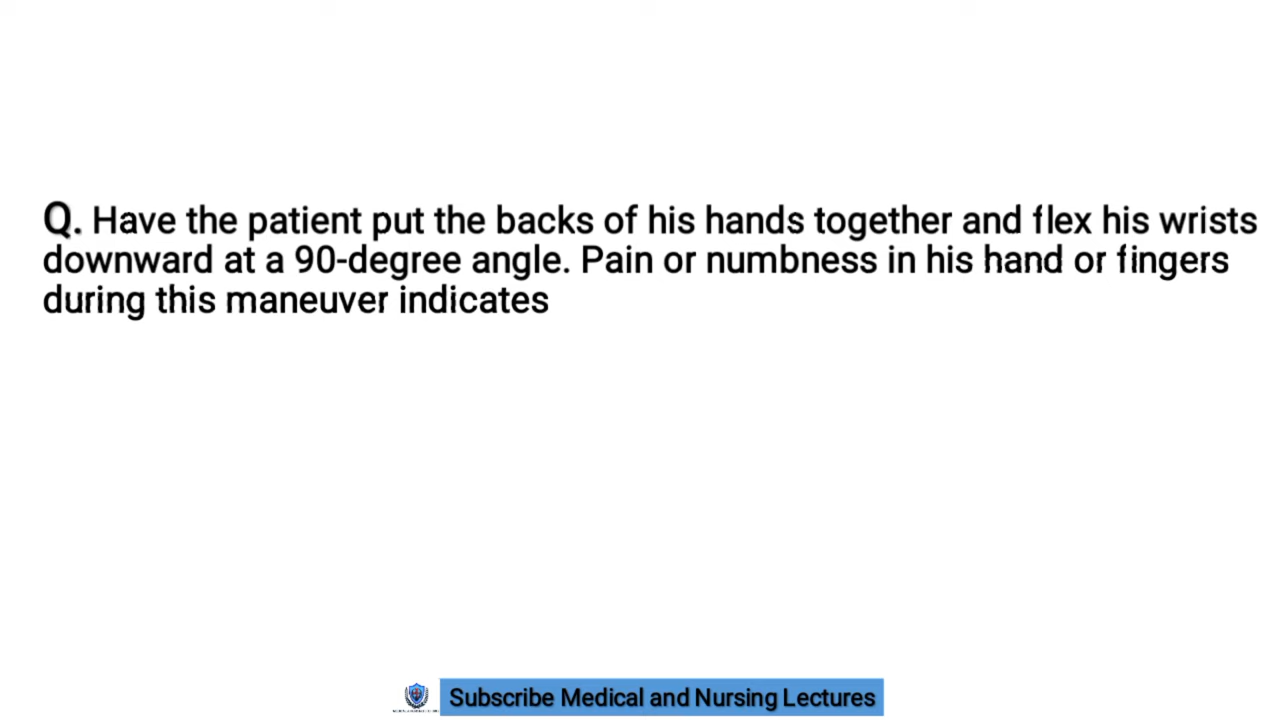 Q. Have the patient put the backs of his hands together and flex his wrists
downward at a 90-degree angle. Pain or numbness in his hand or fingers
during this maneuver indicates
Subscribe Medical and Nursing Lectures